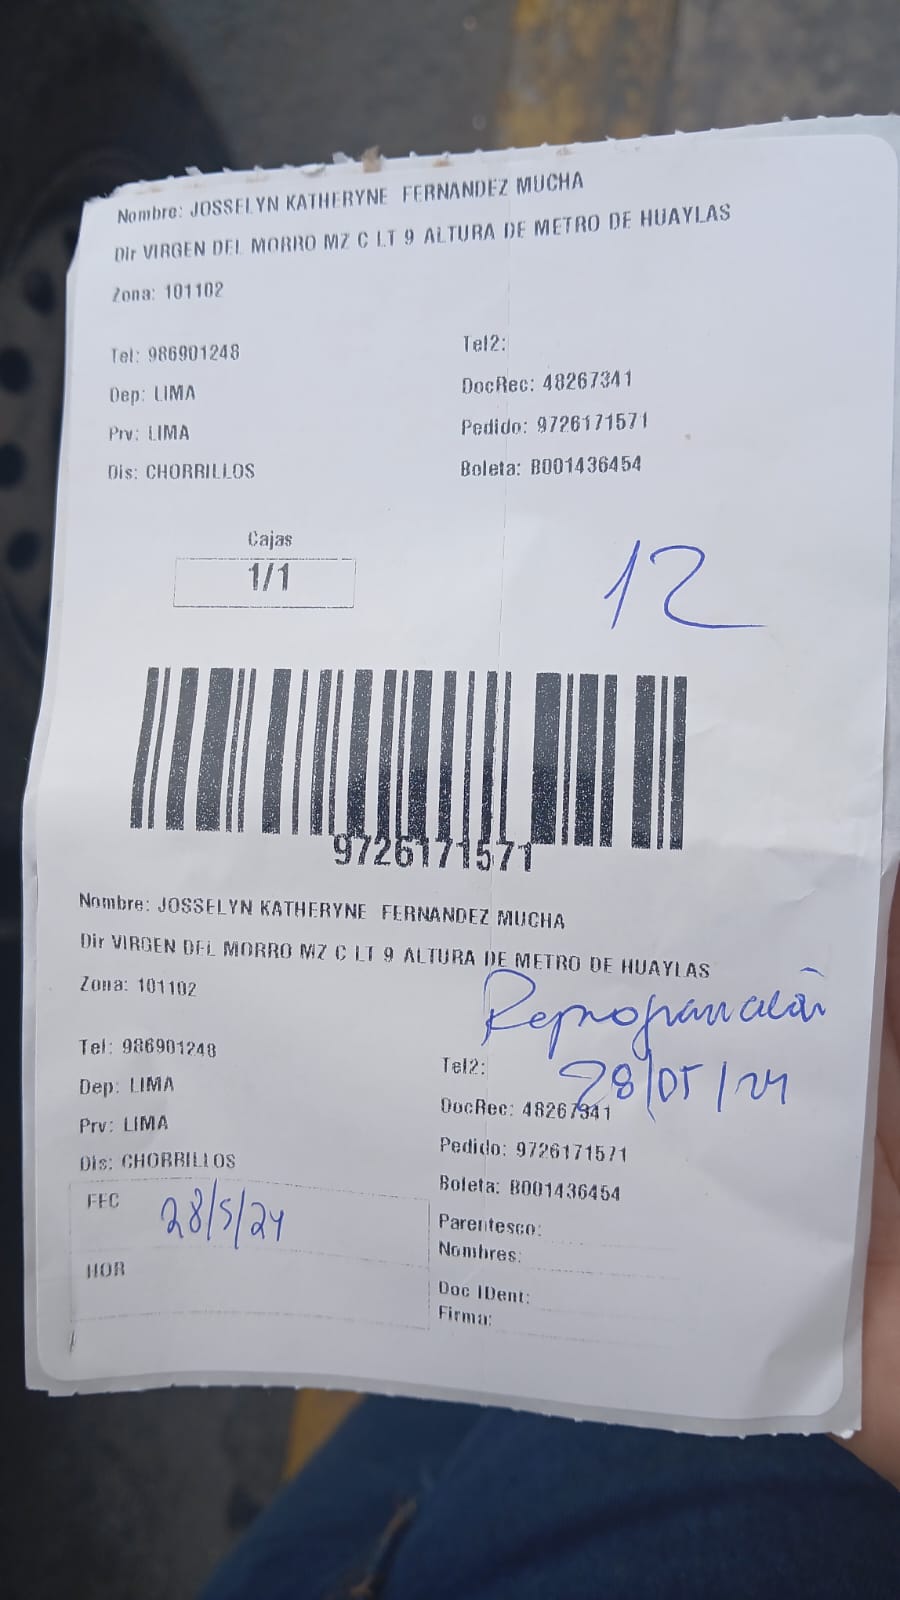 Nombre: JOSSELYN KATHERYNE FERNANDEZ MUCHA
Dir VIRGEN DEL MORRO MZ C LT 9 ALTURA DE METRO DE HUAYLAS
Zona: 101102
Tel: 986901248
Tel2:
Dep: LIMA
DocRec: 48267341
Prv: LIMA
Pedido: 9726171571
Dis: CHORRILLOS
Boleta: B001436454
Cajas
1/1
12
9726171571
Nombre: JOSSELYN KATHERYNE FERNANDEZ MUCHA
Dir VIRGEN DEL MORRO MZ C LT 9 ALTURA DE METRO DE HUAYLAS
Zona: 101102
Reprogramación
Tel: 986901248
Tel2:
28/05/24
Dep: LIMA
DocRec: 48267341
Prv: LIMA
Pedido: 9726171571
Dis: CHORRILLOS
Boleta: B001436454
FEC 28/5/24
Parentesco:
Nombres:
HOR
Doc IDent:
Firma: